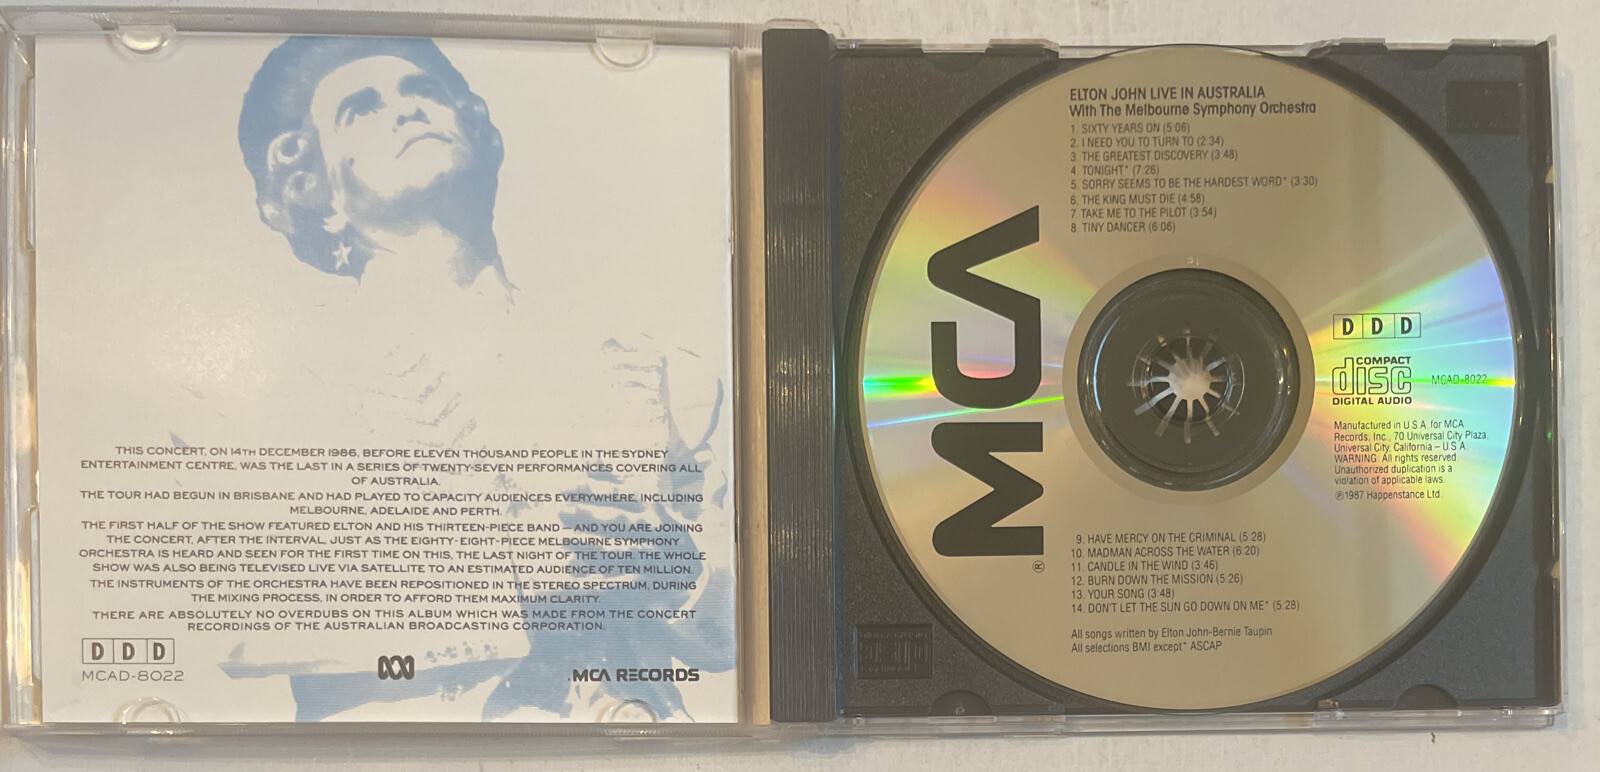 THIS CONCERT, ON 14TH DECEMBER 1986, BEFORE ELEVEN THOUSAND PEOPLE IN THE SYDNEY
ENTERTAINMENT CENTRE, WAS THE LAST IN A SERIES OF TWENTY-SEVEN PERFORMANCES COVERING ALL
OF AUSTRALIA.
THE TOUR HAD BEGUN IN BRISBANE AND HAD PLAYED TO CAPACITY AUDIENCES EVERYWHERE, INCLUDING
MELBOURNE, ADELAIDE AND PERTH.
THE FIRST HALF OF THE SHOW FEATURED ELTON AND HIS THIRTEEN-PIECE BAND — AND YOU ARE JOINING
THE CONCERT, AFTER THE INTERVAL, JUST AS THE EIGHTY-EIGHT-PIECE MELBOURNE SYMPHONY
ORCHESTRA IS HEARD AND SEEN FOR THE FIRST TIME ON THIS, THE LAST NIGHT OF THE TOUR. THE WHOLE
SHOW WAS ALSO BEING TELEVISED LIVE VIA SATELLITE TO AN ESTIMATED AUDIENCE OF TEN MILLION.
THE INSTRUMENTS OF THE ORCHESTRA HAVE BEEN REPOSITIONED IN THE STEREO SPECTRUM, DURING
THE MIXING PROCESS, IN ORDER TO AFFORD THEM MAXIMUM CLARITY.
THERE ARE ABSOLUTELY NO OVERDUBS ON THIS ALBUM WHICH WAS MADE FROM THE CONCERT
RECORDINGS OF THE AUSTRALIAN BROADCASTING CORPORATION.
D D D
MCAD-8022
.MCA RECORDS
ELTON JOHN LIVE IN AUSTRALIA
With The Melbourne Symphony Orchestra
1. SIXTY YEARS ON (5:06)
2. I NEED YOU TO TURN TO (2:34)
3. THE GREATEST DISCOVERY (3:48)
4. TONIGHT* (7:26)
5. SORRY SEEMS TO BE THE HARDEST WORD* (3:30)
6. THE KING MUST DIE (4:58)
7. TAKE ME TO THE PILOT (3:54)
8. TINY DANCER (6:06)
MCA®
D D D
COMPACT
disc
DIGITAL AUDIO
MCAD-8022
Manufactured in U.S.A. for MCA
Records, Inc., 70 Universal City Plaza,
Universal City, California – U.S.A.
WARNING: All rights reserved
Unauthorized duplication is a
violation of applicable laws.
℗1987 Happenstance Ltd.
9. HAVE MERCY ON THE CRIMINAL (5:28)
10. MADMAN ACROSS THE WATER (6:20)
11. CANDLE IN THE WIND (3:46)
12. BURN DOWN THE MISSION (5:26)
13. YOUR SONG (3:48)
14. DON'T LET THE SUN GO DOWN ON ME* (5:28)
All songs written by Elton John-Bernie Taupin
All selections BMI except* ASCAP